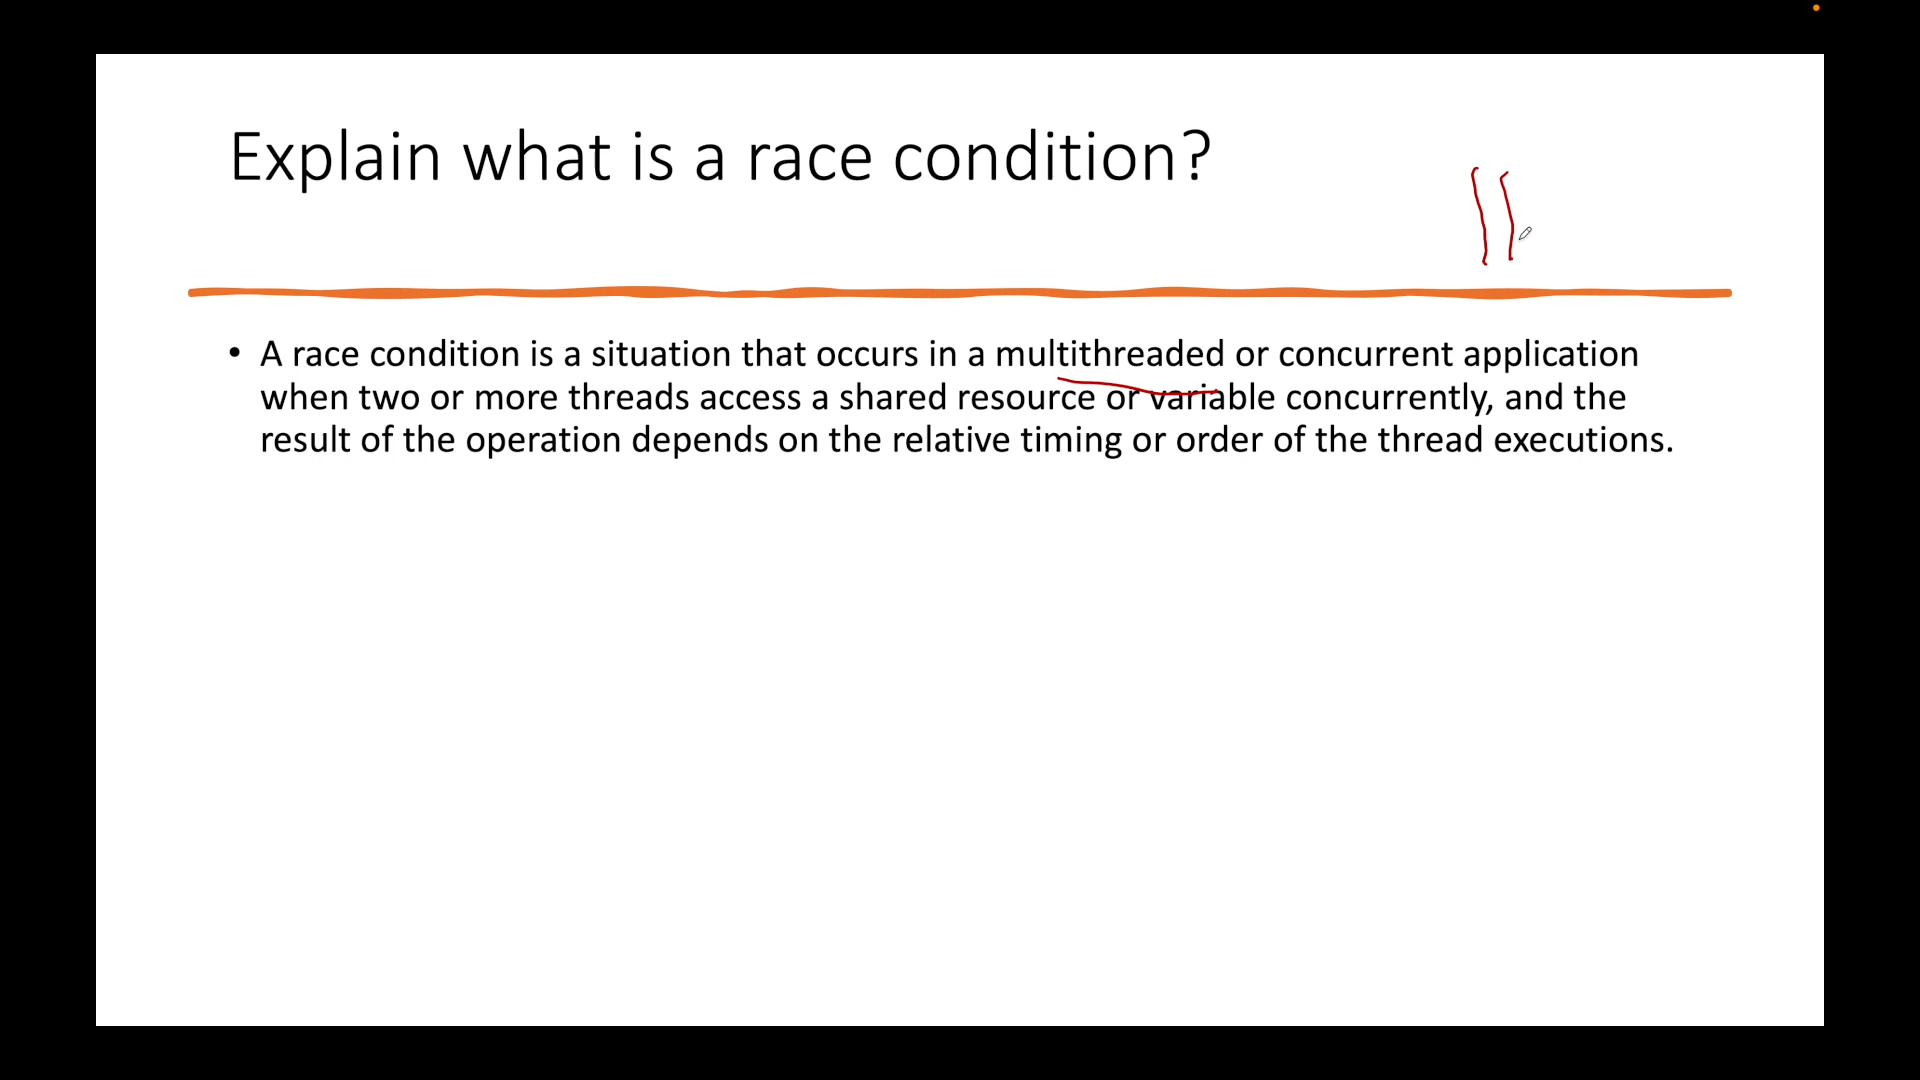 Explain what is a race condition?
• A race condition is a situation that occurs in a multithreaded or concurrent application
when two or more threads access a shared resource or variable concurrently, and the
result of the operation depends on the relative timing or order of the thread executions.